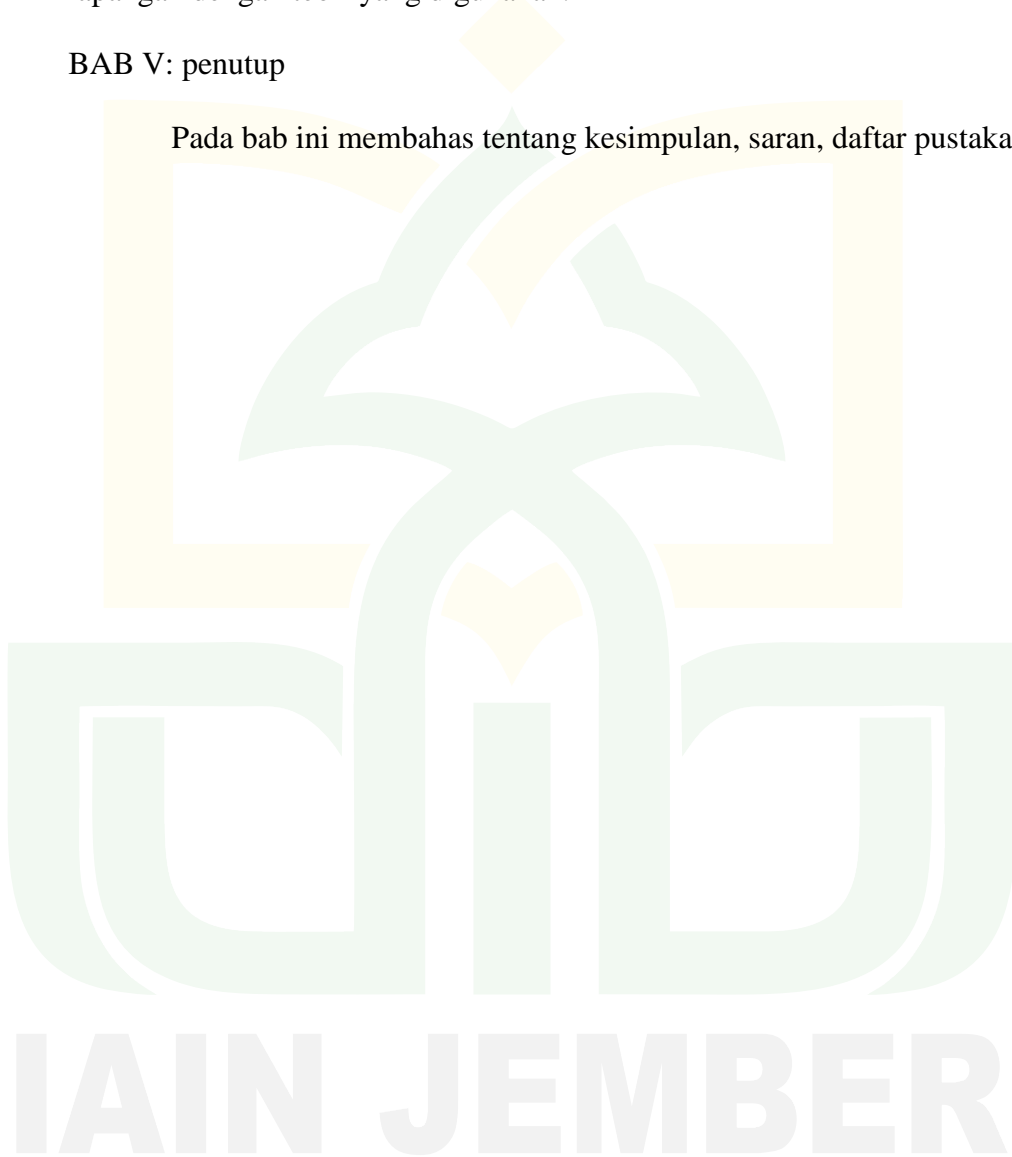 BAB V: penutup
Pada bab ini membahas tentang kesimpulan, saran, daftar pustaka
IAIN JEMBER